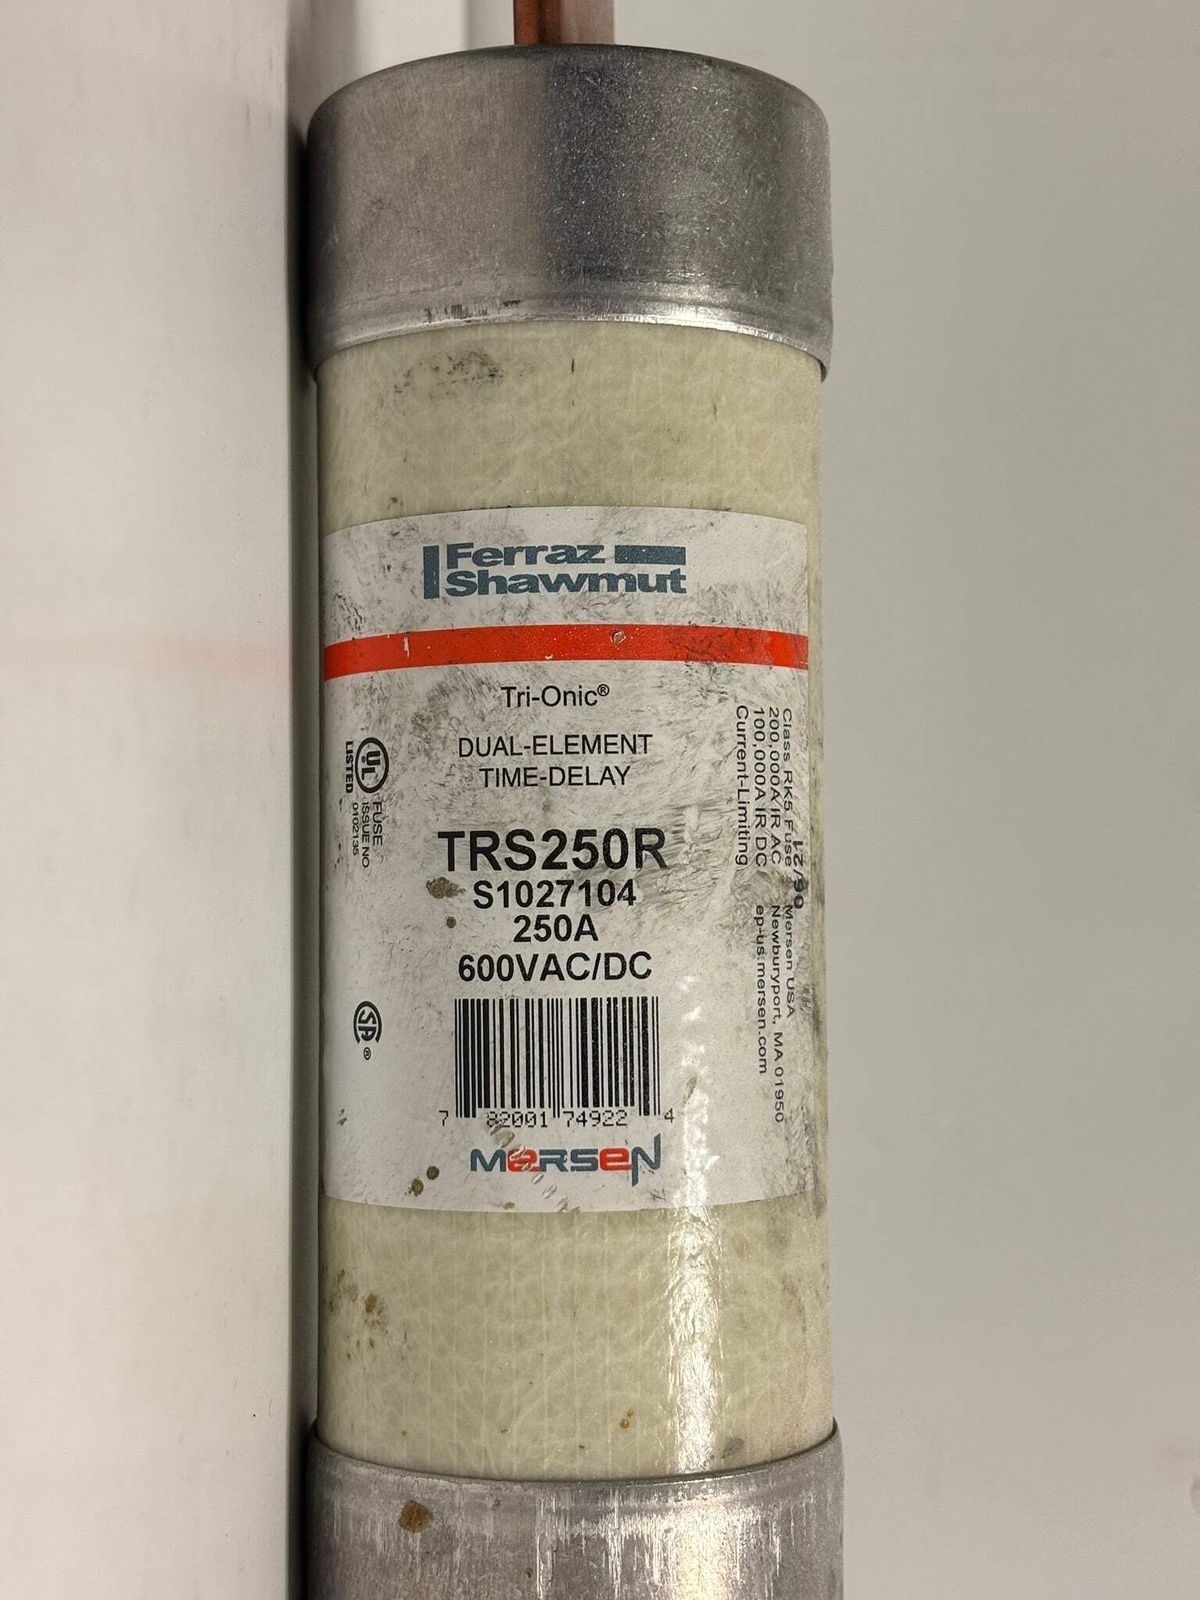 Ferraz
Shawmut
Tri-Onic®
DUAL-ELEMENT
TIME-DELAY
TRS250R
S1027104
250A
600VAC/DC
7 82001 74922 4
MERSEN
UL
LISTED
FUSE
ISSUE NO.
0102135
SA ®
Class RK5 Fuse
200,000A IR AC
100,000A IR DC
Current-Limiting
Mersen USA
Newburyport, MA 01950
ep-us.mersen.com